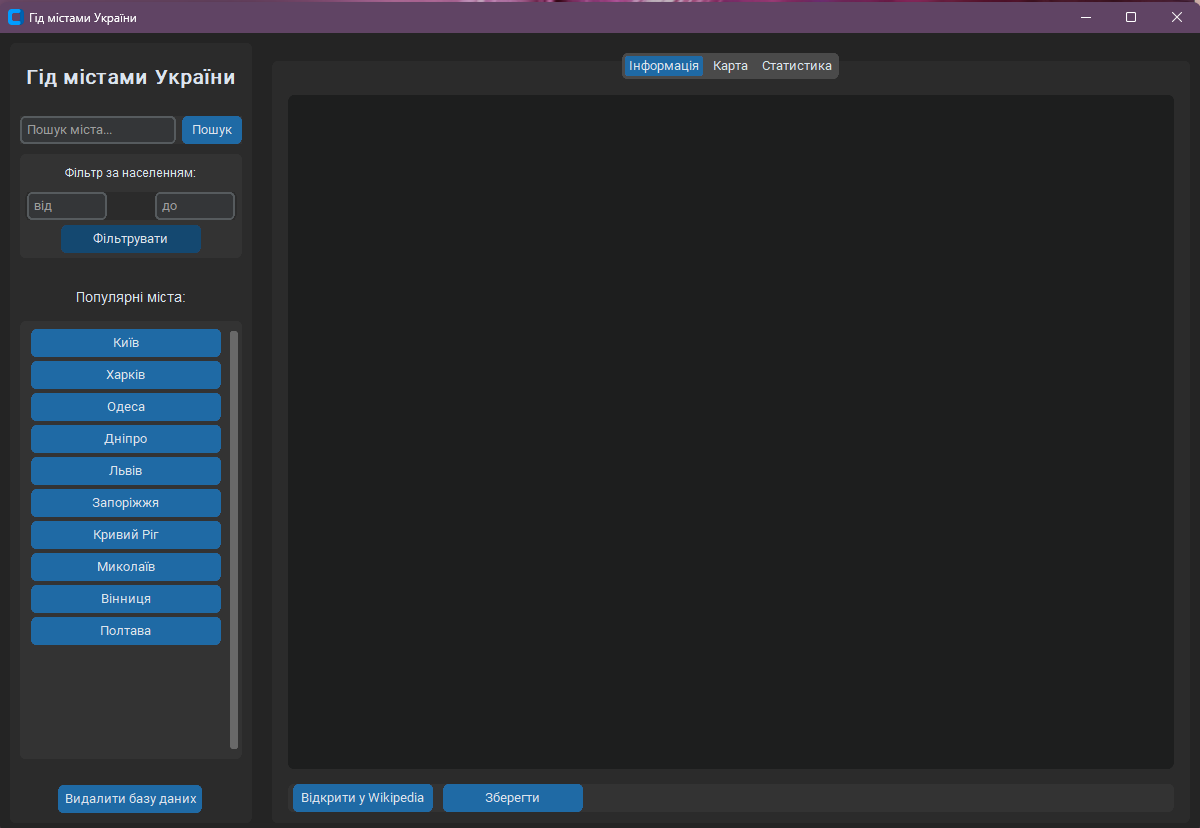 Гід містами України
Гід містами України
Пошук міста...
Пошук
Фільтр за населенням:
від
до
Фільтрувати
Популярні міста:
Київ
Харків
Одеса
Дніпро
Львів
Запоріжжя
Кривий Ріг
Миколаїв
Вінниця
Полтава
Видалити базу даних
Інформація
Карта
Статистика
Відкрити у Wikipedia
Зберегти